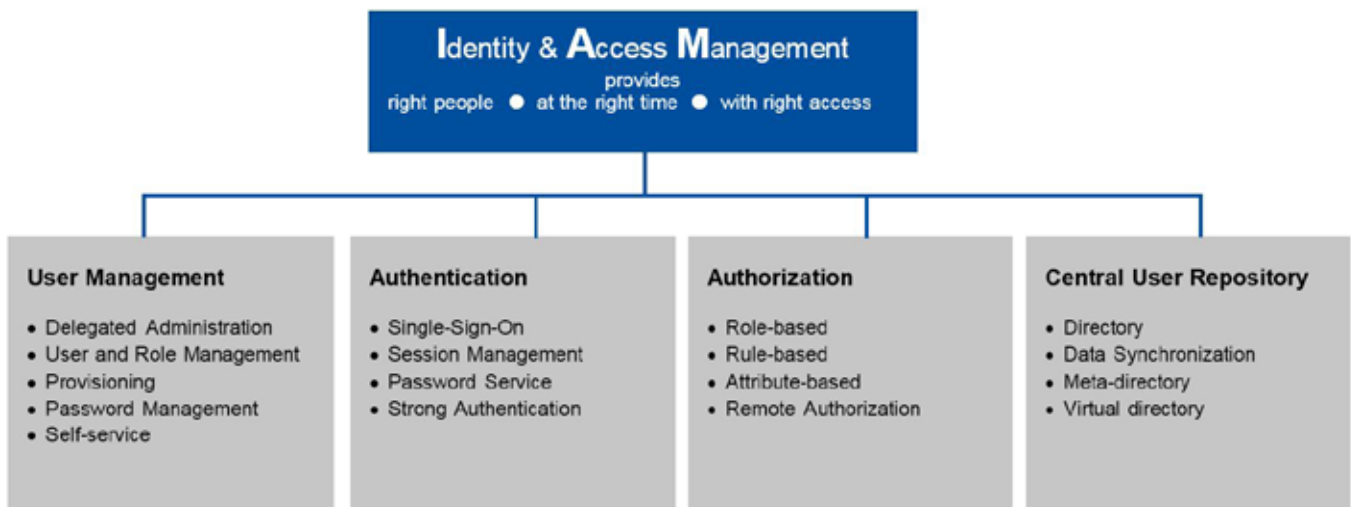 Identity & Access Management
provides
right people ● at the right time ● with right access
User Management
• Delegated Administration
• User and Role Management
• Provisioning
• Password Management
• Self-service
Authentication
• Single-Sign-On
• Session Management
• Password Service
• Strong Authentication
Authorization
• Role-based
• Rule-based
• Attribute-based
• Remote Authorization
Central User Repository
• Directory
• Data Synchronization
• Meta-directory
• Virtual directory